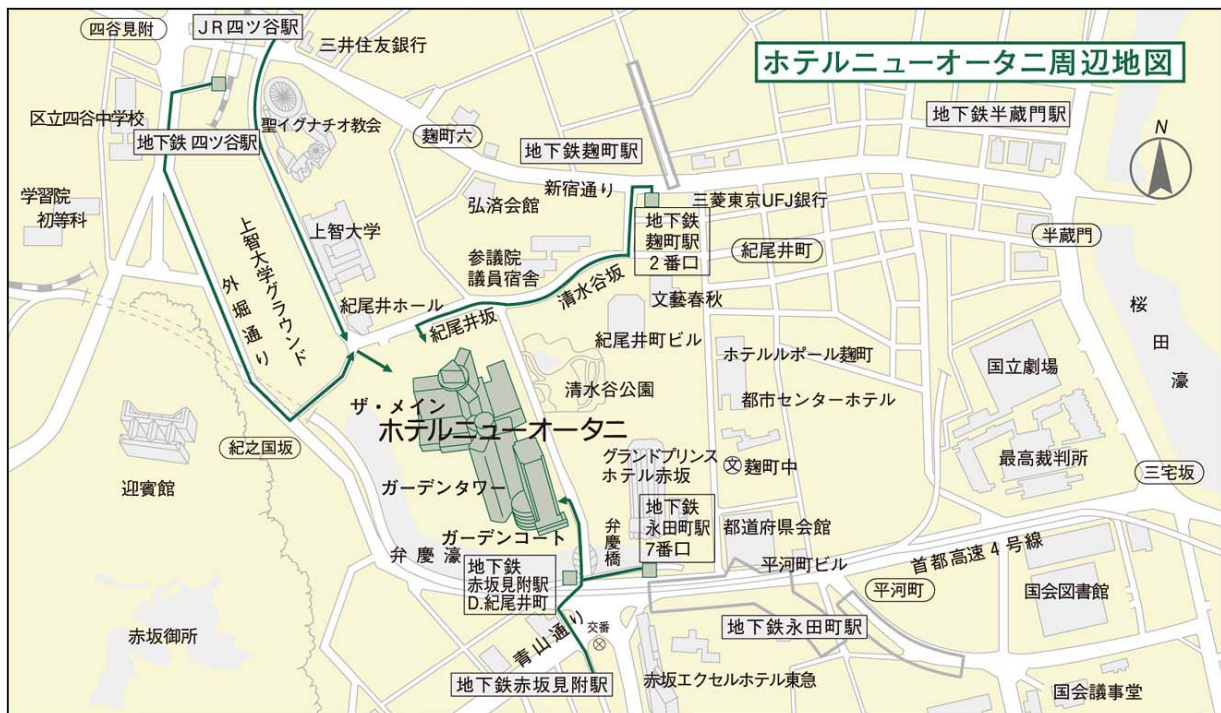 四谷見附
JR四ツ谷駅
三井住友銀行
ホテルニューオータニ周辺地図
区立四谷中学校
地下鉄 四ツ谷駅
聖イグナチオ教会
麹町六
地下鉄麹町駅
地下鉄半蔵門駅
N
学習院
初等科
上智大学
弘済会館
新宿通り
三菱東京UFJ銀行
地下鉄
麹町駅
2番口
紀尾井町
半蔵門
上智大学グラウンド
外堀通り
参議院
議員宿舎
清水谷坂
文藝春秋
桜田濠
紀尾井ホール
紀尾井坂
紀尾井町ビル
ホテルルポール麹町
国立劇場
清水谷公園
都市センターホテル
ザ・メイン
ホテルニューオータニ
紀之国坂
迎賓館
グランドプリンス
ホテル赤坂
文麹町中
最高裁判所
三宅坂
ガーデンタワー
地下鉄
永田町駅
7番口
都道府県会館
ガーデンコート
弁慶橋
弁慶濠
平河町ビル
首都高速4号線
地下鉄
赤坂見附駅
D.紀尾井町
平河町
国会図書館
赤坂御所
青山通り
交番
地下鉄永田町駅
地下鉄赤坂見附駅
赤坂エクセルホテル東急
国会議事堂